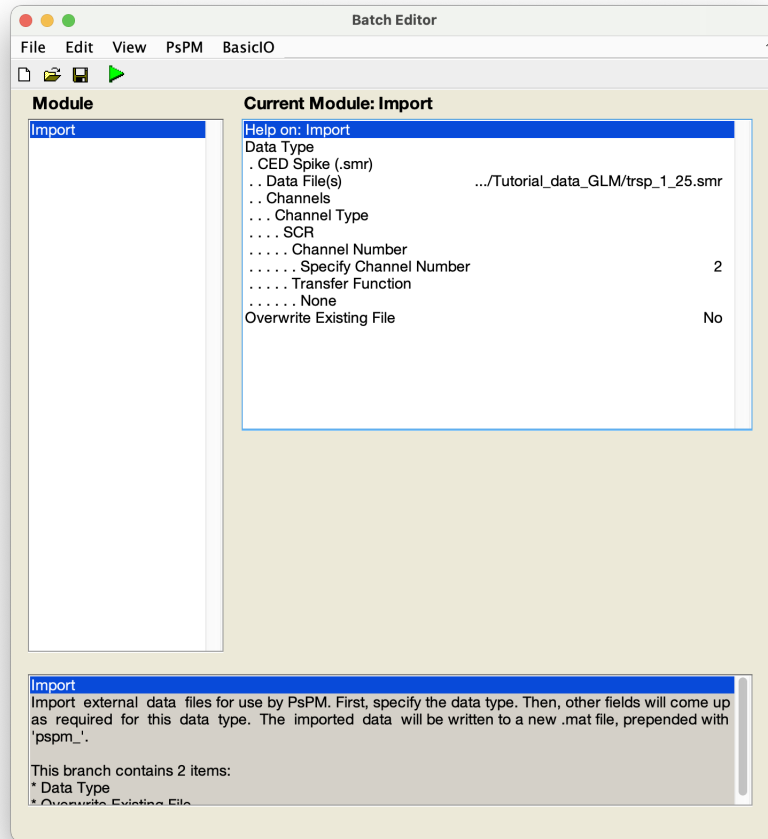 Batch Editor
File Edit View PsPM BasicIO
Module
Import
Current Module: Import
Help on: Import
Data Type
. CED Spike (.smr)
. . Data File(s) .../Tutorial_data_GLM/trsp_1_25.smr
. . Channels
. . . Channel Type
. . . . SCR
. . . . . Channel Number
. . . . . . Specify Channel Number 2
. . . . . Transfer Function
. . . . . . None
Overwrite Existing File No
Import
Import external data files for use by PsPM. First, specify the data type. Then, other fields will come up
as required for this data type. The imported data will be written to a new .mat file, prepended with
'pspm_'.
This branch contains 2 items:
* Data Type
* Overwrite Existing File